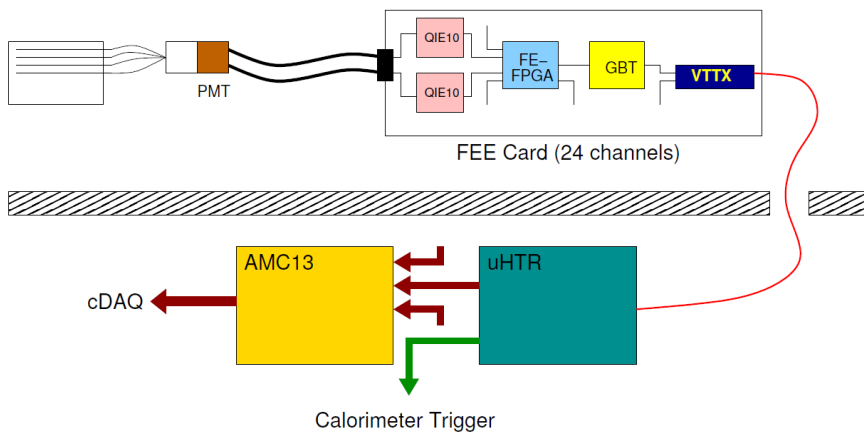 QIE10
QIE10
FE–
FPGA
GBT
VTTX
PMT
FEE Card (24 channels)
AMC13
uHTR
cDAQ
Calorimeter Trigger